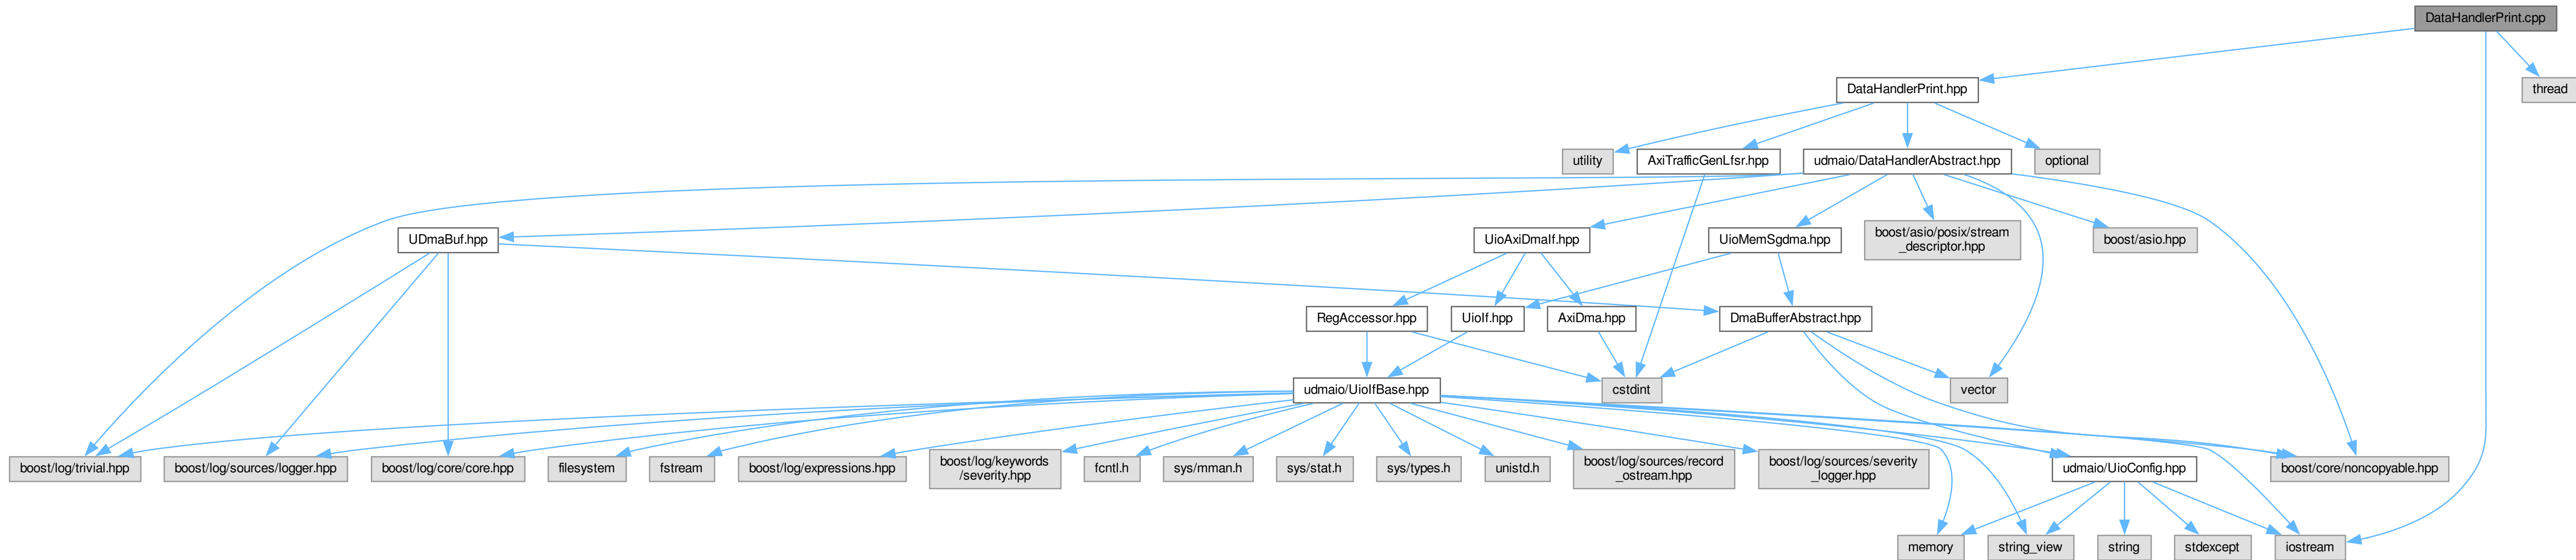 DataHandlerPrint.cpp
DataHandlerPrint.hpp
thread
utility
AxiTrafficGenLfsr.hpp
udmaio/DataHandlerAbstract.hpp
optional
UDmaBuf.hpp
UioAxiDmaIf.hpp
UioMemSgdma.hpp
boost/asio/posix/stream
_descriptor.hpp
boost/asio.hpp
RegAccessor.hpp
UioIf.hpp
AxiDma.hpp
DmaBufferAbstract.hpp
udmaio/UioIfBase.hpp
cstdint
vector
boost/log/trivial.hpp
boost/log/sources/logger.hpp
boost/log/core/core.hpp
filesystem
fstream
boost/log/expressions.hpp
boost/log/keywords
/severity.hpp
fcntl.h
sys/mman.h
sys/stat.h
sys/types.h
unistd.h
boost/log/sources/record
_ostream.hpp
boost/log/sources/severity
_logger.hpp
udmaio/UioConfig.hpp
boost/core/noncopyable.hpp
memory
string_view
string
stdexcept
iostream